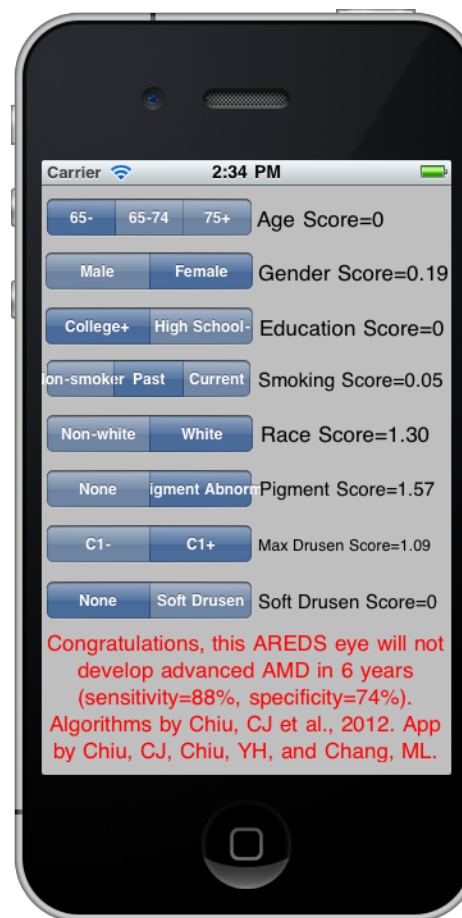 Carrier 2:34 PM
65- 65-74 75+ Age Score=0
Male Female Gender Score=0.19
College+ High School- Education Score=0
on-smoker Past Current Smoking Score=0.05
Non-white White Race Score=1.30
None igment Abnorm Pigment Score=1.57
C1- C1+ Max Drusen Score=1.09
None Soft Drusen Soft Drusen Score=0
Congratulations, this AREDS eye will not
develop advanced AMD in 6 years
(sensitivity=88%, specificity=74%).
Algorithms by Chiu, CJ et al., 2012. App
by Chiu, CJ, Chiu, YH, and Chang, ML.